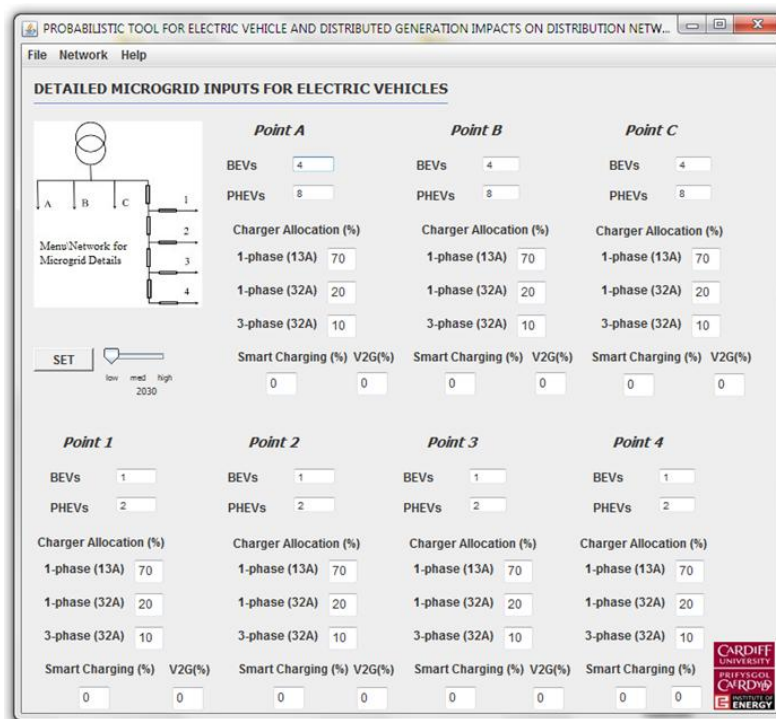 PROBABILISTIC TOOL FOR ELECTRIC VEHICLE AND DISTRIBUTED GENERATION IMPACTS ON DISTRIBUTION NETW...
File Network Help
DETAILED MICROGRID INPUTS FOR ELECTRIC VEHICLES
A B C
1
2
3
4
Menu\Network for
Microgrid Details
SET
low med high
2030
Point A
BEVs 4
PHEVs 8
Charger Allocation (%)
1-phase (13A) 70
1-phase (32A) 20
3-phase (32A) 10
Smart Charging (%) V2G(%)
0 0
Point B
BEVs 4
PHEVs 8
Charger Allocation (%)
1-phase (13A) 70
1-phase (32A) 20
3-phase (32A) 10
Smart Charging (%) V2G(%)
0 0
Point C
BEVs 4
PHEVs 8
Charger Allocation (%)
1-phase (13A) 70
1-phase (32A) 20
3-phase (32A) 10
Smart Charging (%) V2G(%)
0 0
Point 1
BEVs 1
PHEVs 2
Charger Allocation (%)
1-phase (13A) 70
1-phase (32A) 20
3-phase (32A) 10
Smart Charging (%) V2G(%)
0 0
Point 2
BEVs 1
PHEVs 2
Charger Allocation (%)
1-phase (13A) 70
1-phase (32A) 20
3-phase (32A) 10
Smart Charging (%) V2G(%)
0 0
Point 3
BEVs 1
PHEVs 2
Charger Allocation (%)
1-phase (13A) 70
1-phase (32A) 20
3-phase (32A) 10
Smart Charging (%) V2G(%)
0 0
Point 4
BEVs 1
PHEVs 2
Charger Allocation (%)
1-phase (13A) 70
1-phase (32A) 20
3-phase (32A) 10
Smart Charging (%) V2G(%)
0 0
CARDIFF
UNIVERSITY
PRIFYSGOL
CAERDYDD
INSTITUTE OF
ENERGY